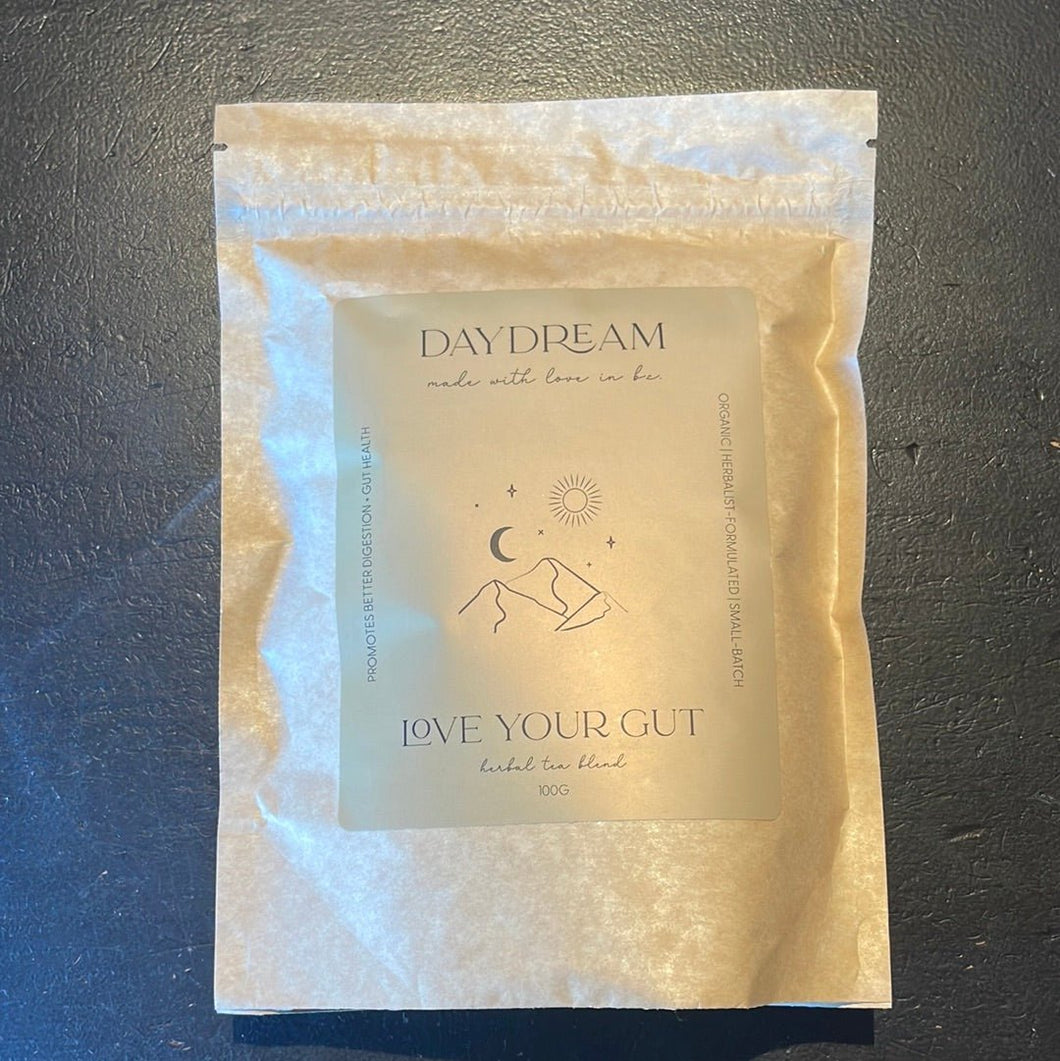 DAYDREAM
made with love in bz.
PROMOTES BETTER DIGESTION • GUT HEALTH
ORGANIC | HERBALIST-FORMULATED | SMALL-BATCH
LOVE YOUR GUT
herbal tea blend
100G